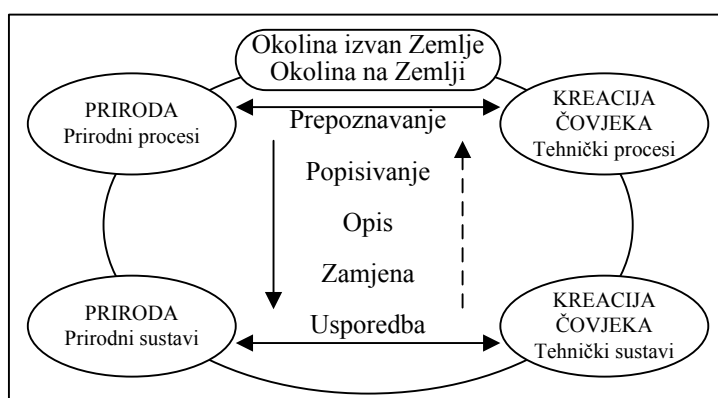 Okolina izvan Zemlje
Okolina na Zemlji
PRIRODA
Prirodni procesi
KREACIJA
ČOVJEKA
Tehnički procesi
Prepoznavanje
Popisivanje
Opis
Zamjena
Usporedba
PRIRODA
Prirodni sustavi
KREACIJA
ČOVJEKA
Tehnički sustavi